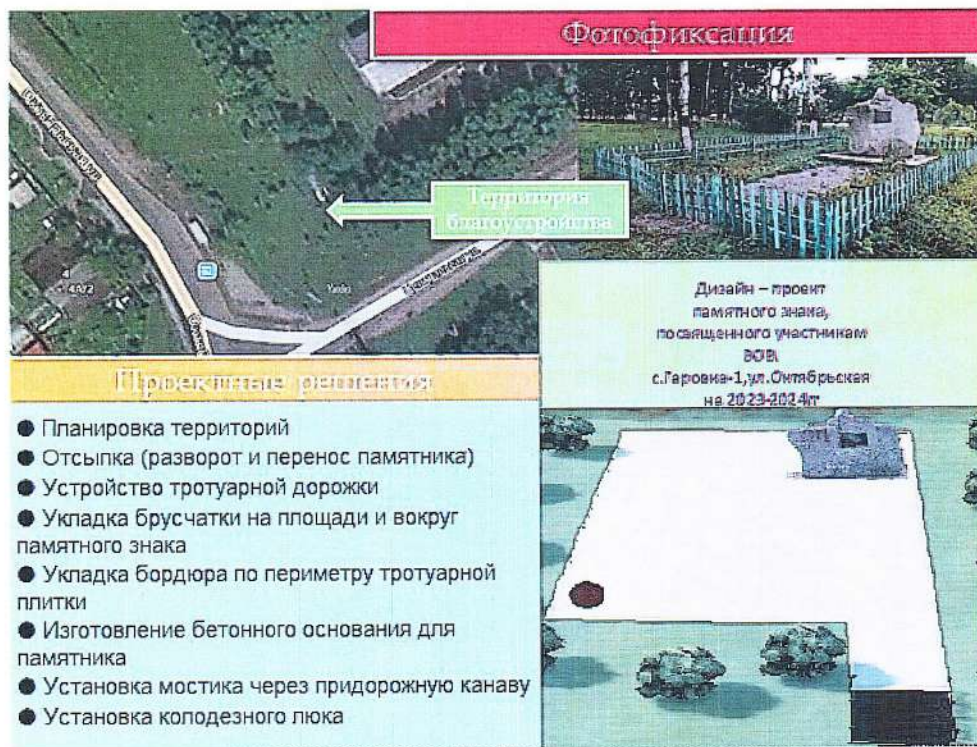 Фотофиксация
Территория
благоустройства
Дизайн – проект
памятного знака,
посвященного участникам
ВОВ
с.Гаровка-1,ул.Октябрьская
на 2023-2024гг
Проектные решения
● Планировка территорий
● Отсыпка (разворот и перенос памятника)
● Устройство тротуарной дорожки
● Укладка брусчатки на площади и вокруг
памятного знака
● Укладка бордюра по периметру тротуарной
плитки
● Изготовление бетонного основания для
памятника
● Установка мостика через придорожную канаву
● Установка колодезного люка